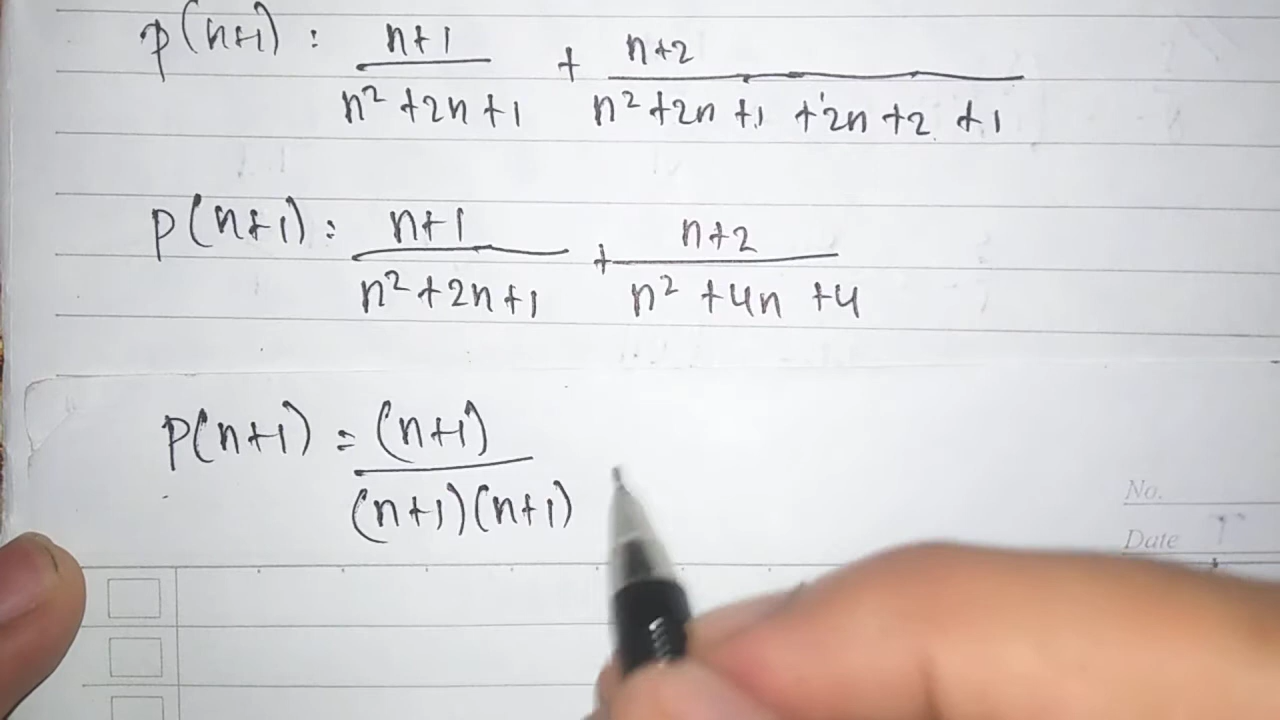 p(n+1) : n+1 / n² +2n +1 + n+2 / n² +2n +1 +2n +2 +1
p(n+1) : n+1 / n² +2n +1 + n+2 / n² +4n +4
p(n+1) = (n+1) / (n+1)(n+1)
No.
Date